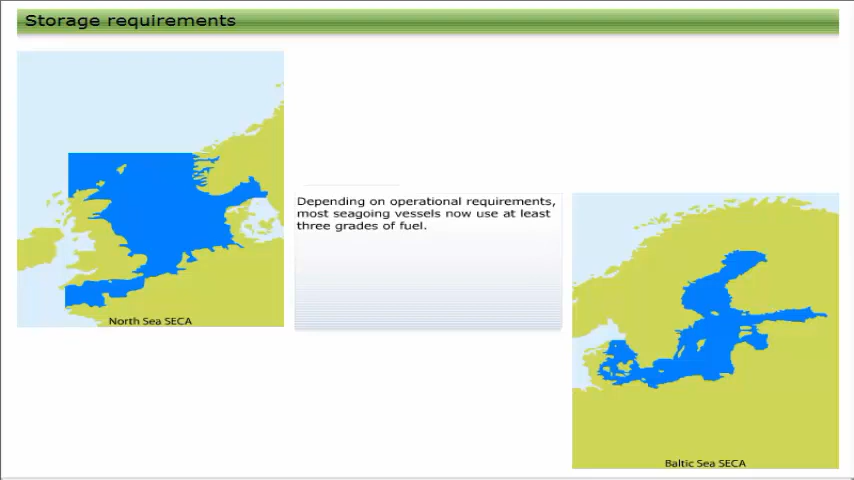 Storage requirements
Depending on operational requirements,
most seagoing vessels now use at least
three grades of fuel.
North Sea SECA
Baltic Sea SECA